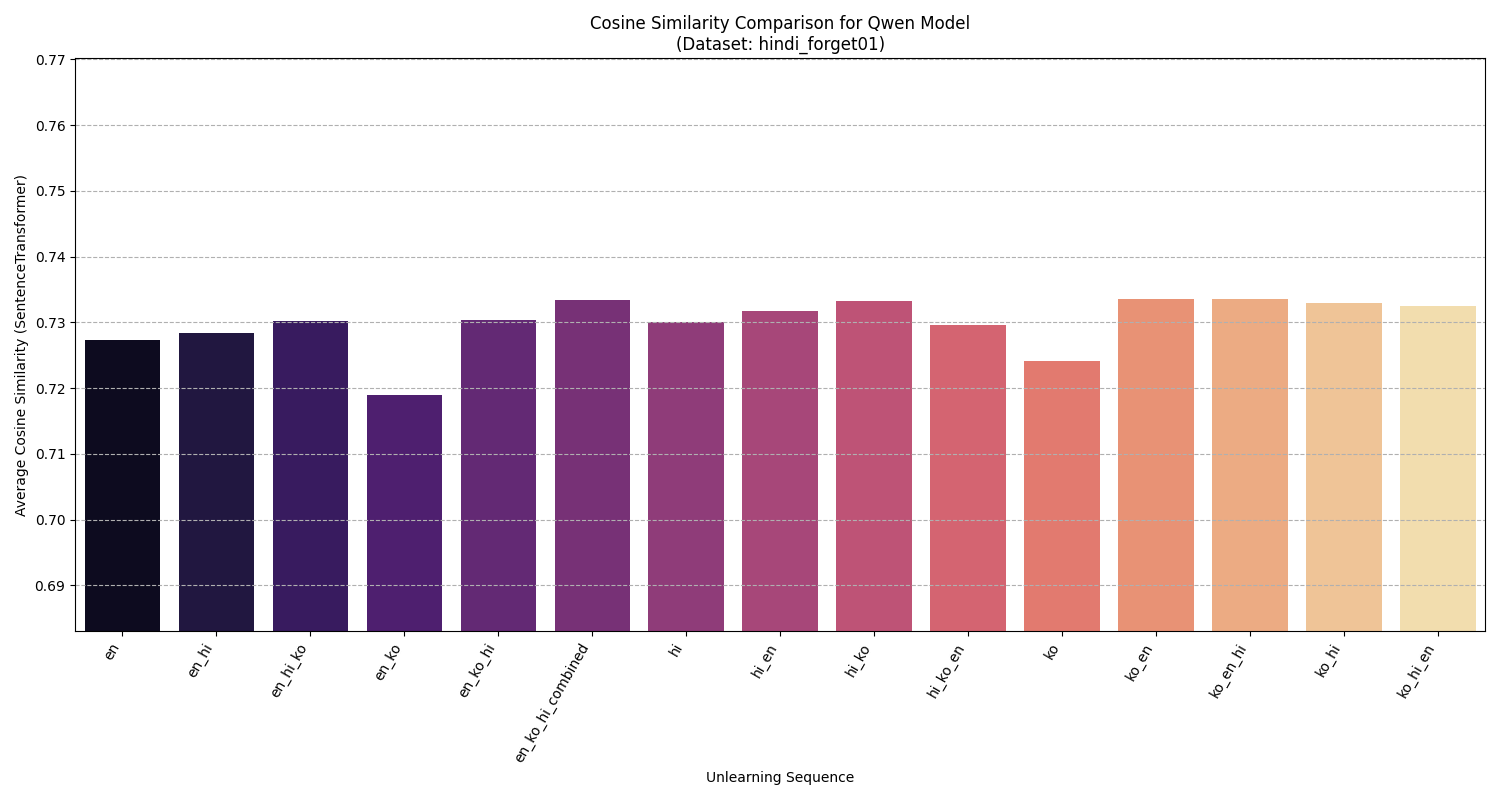 Cosine Similarity Comparison for Qwen Model
(Dataset: hindi_forget01)
Average Cosine Similarity (SentenceTransformer)
0.77
0.76
0.75
0.74
0.73
0.72
0.71
0.70
0.69
en
en_hi
en_hi_ko
en_ko
en_ko_hi
en_ko_hi_combined
hi
hi_en
hi_ko
hi_ko_en
ko
ko_en
ko_en_hi
ko_hi
ko_hi_en
Unlearning Sequence